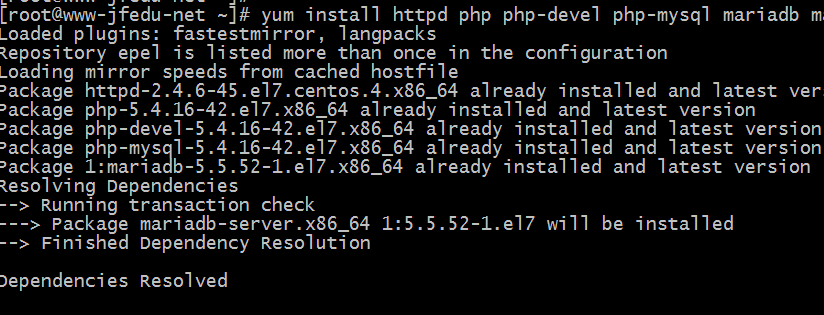 [root@www-jfedu-net ~]#
[root@www-jfedu-net ~]# yum install httpd php php-devel php-mysql mariadb
Loaded plugins: fastestmirror, langpacks
Repository epel is listed more than once in the configuration
Loading mirror speeds from cached hostfile
Package httpd-2.4.6-45.el7.centos.4.x86_64 already installed and latest
Package php-5.4.16-42.el7.x86_64 already installed and latest version
Package php-devel-5.4.16-42.el7.x86_64 already installed and latest version
Package php-mysql-5.4.16-42.el7.x86_64 already installed and latest version
Package 1:mariadb-5.5.52-1.el7.x86_64 already installed and latest version
Resolving Dependencies
--> Running transaction check
---> Package mariadb-server.x86_64 1:5.5.52-1.el7 will be installed
--> Finished Dependency Resolution
Dependencies Resolved